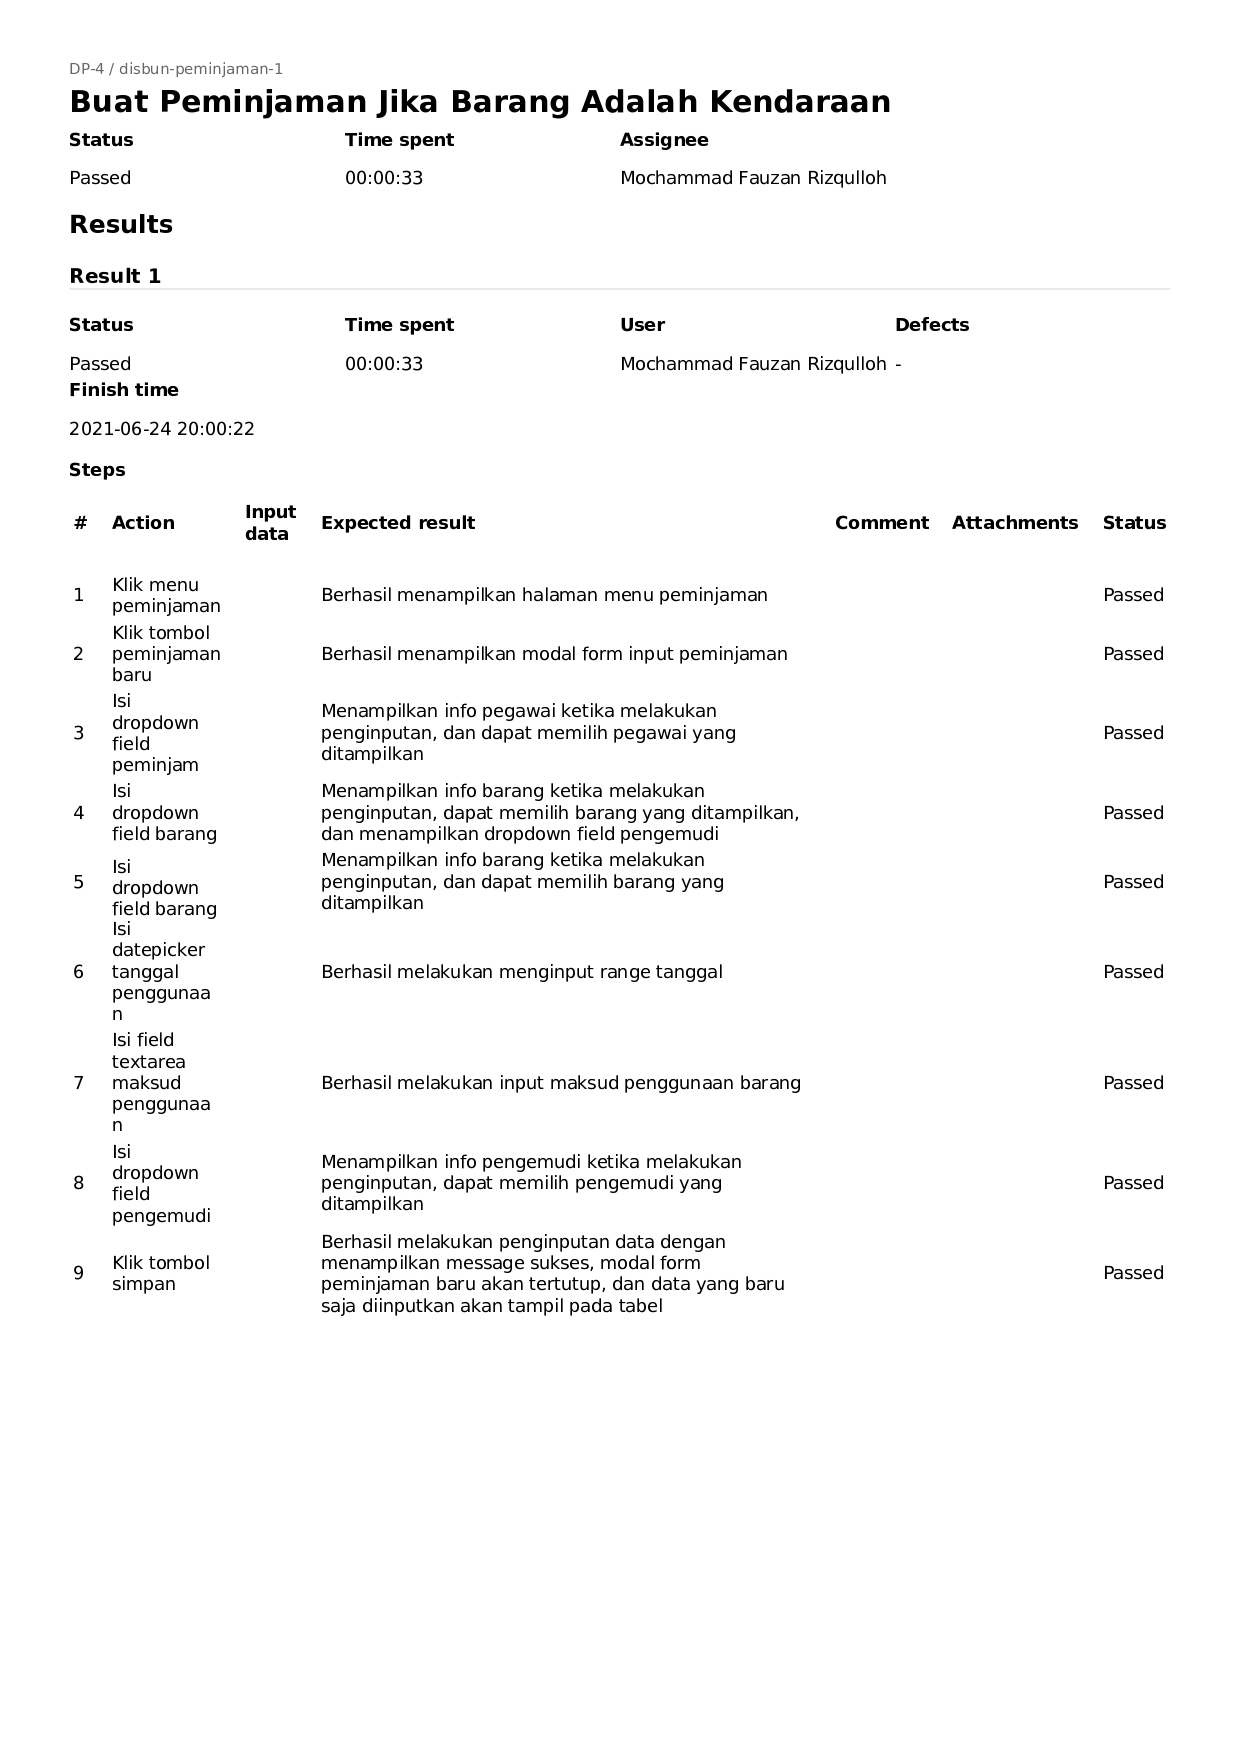 DP-4 / disbun-peminjaman-1
Buat Peminjaman Jika Barang Adalah Kendaraan
Status Time spent Assignee
Passed 00:00:33 Mochammad Fauzan Rizqulloh
Results
Result 1
Status Time spent User Defects
Passed 00:00:33 Mochammad Fauzan Rizqulloh -
Finish time
2021-06-24 20:00:22
Steps
# Action Input data Expected result Comment Attachments Status
1
Klik menu
peminjaman
Berhasil menampilkan halaman menu peminjaman
Passed
2
Klik tombol
peminjaman
baru
Berhasil menampilkan modal form input peminjaman
Passed
3
Isi
dropdown
field
peminjam
Menampilkan info pegawai ketika melakukan
penginputan, dan dapat memilih pegawai yang
ditampilkan
Passed
4
Isi
dropdown
field barang
Menampilkan info barang ketika melakukan
penginputan, dapat memilih barang yang ditampilkan,
dan menampilkan dropdown field pengemudi
Passed
5
Isi
dropdown
field barang
Menampilkan info barang ketika melakukan
penginputan, dan dapat memilih barang yang
ditampilkan
Passed
6
Isi
datepicker
tanggal
penggunaa
n
Berhasil melakukan menginput range tanggal
Passed
7
Isi field
textarea
maksud
penggunaa
n
Berhasil melakukan input maksud penggunaan barang
Passed
8
Isi
dropdown
field
pengemudi
Menampilkan info pengemudi ketika melakukan
penginputan, dapat memilih pengemudi yang
ditampilkan
Passed
9
Klik tombol
simpan
Berhasil melakukan penginputan data dengan
menampilkan message sukses, modal form
peminjaman baru akan tertutup, dan data yang baru
saja diinputkan akan tampil pada tabel
Passed